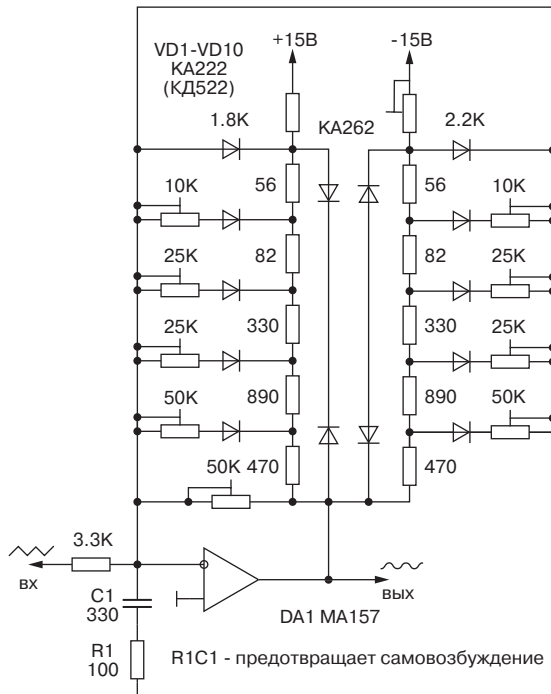 +15В
-15В
VD1-VD10
KA222
(КД522)
1.8K
KA262
2.2K
56
56
10K
10K
82
82
25K
25K
330
330
25K
25K
890
890
50K
50K
50K
470
470
3.3K
вх
вых
C1
330
DA1 MA157
R1
100
R1C1 - предотвращает самовозбуждение